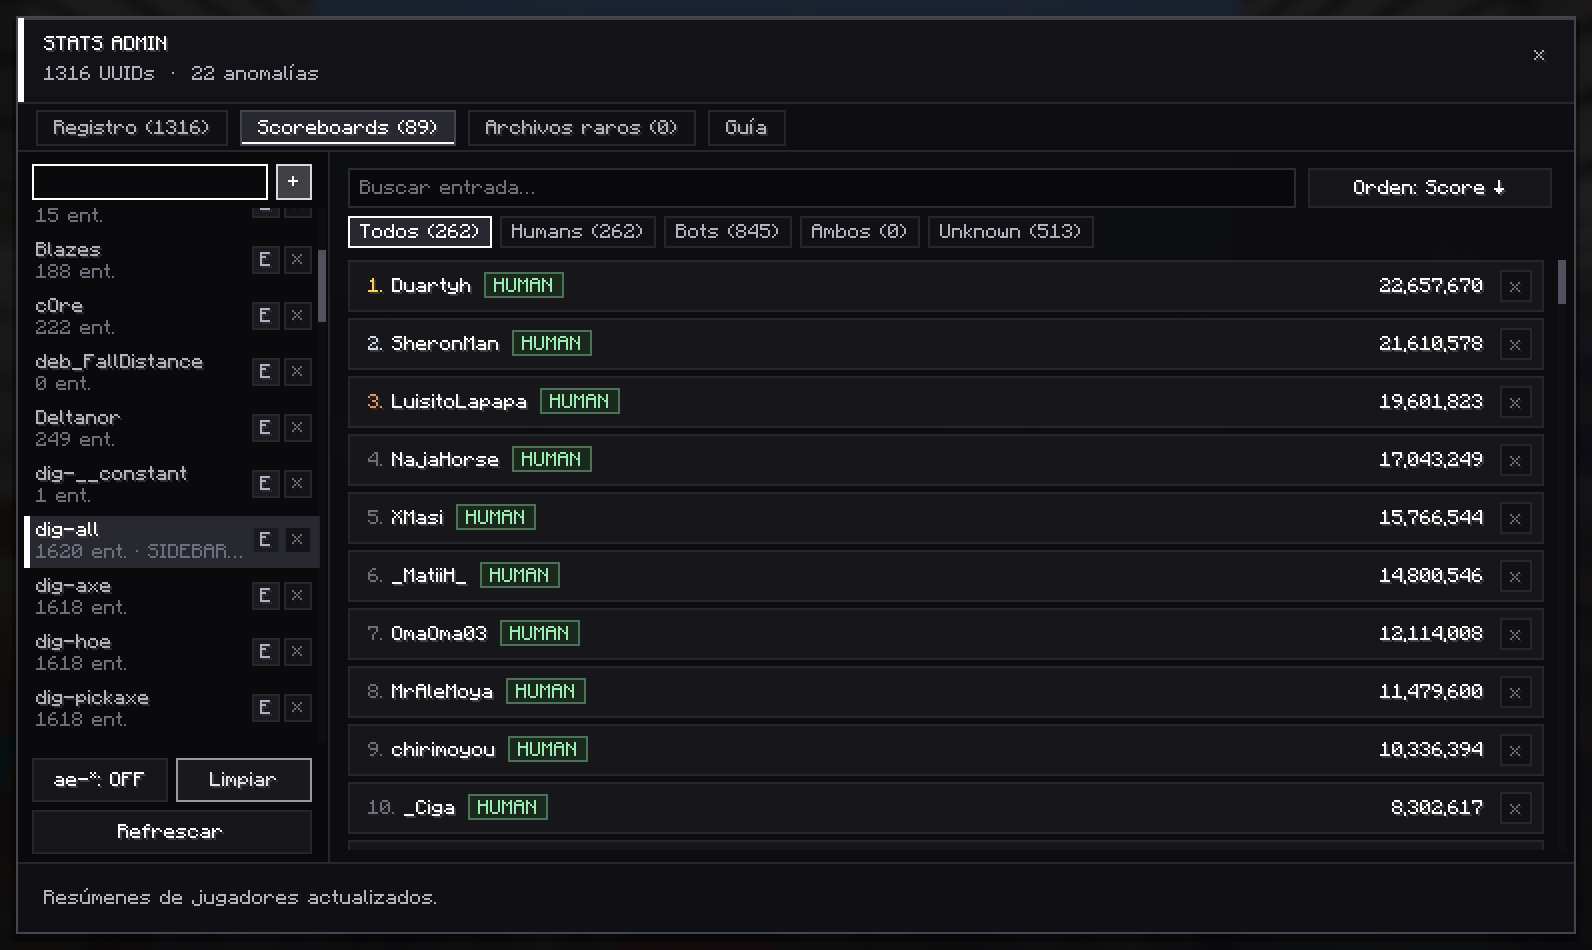 STATS ADMIN
1316 UUIDs · 22 anomalías
×
Registro (1316)
Scoreboards (89)
Archivos raros (0)
Guía
+
15 ent.
Blazes
188 ent.
E ×
cOre
222 ent.
E ×
deb_FallDistance
0 ent.
E ×
Deltanor
249 ent.
E ×
dig-__constant
1 ent.
E ×
dig-all
1620 ent. · SIDEBAR...
E ×
dig-axe
1618 ent.
E ×
dig-hoe
1618 ent.
E ×
dig-pickaxe
1618 ent.
E ×
ae-*: OFF
Limpiar
Refrescar
Buscar entrada...
Orden: Score ↓
Todos (262)
Humans (262)
Bots (845)
Ambos (0)
Unknown (513)
1. Duartyh HUMAN 22,657,670 ×
2. SheronMan HUMAN 21,610,578 ×
3. LuisitoLapapa HUMAN 19,601,823 ×
4. NajaHorse HUMAN 17,043,249 ×
5. XMasi HUMAN 15,766,544 ×
6. _MatiiH_ HUMAN 14,800,546 ×
7. OmaOma03 HUMAN 12,114,008 ×
8. MrAleMoya HUMAN 11,479,600 ×
9. chirimoyou HUMAN 10,336,394 ×
10. _Ciga HUMAN 8,302,617 ×
Resúmenes de jugadores actualizados.